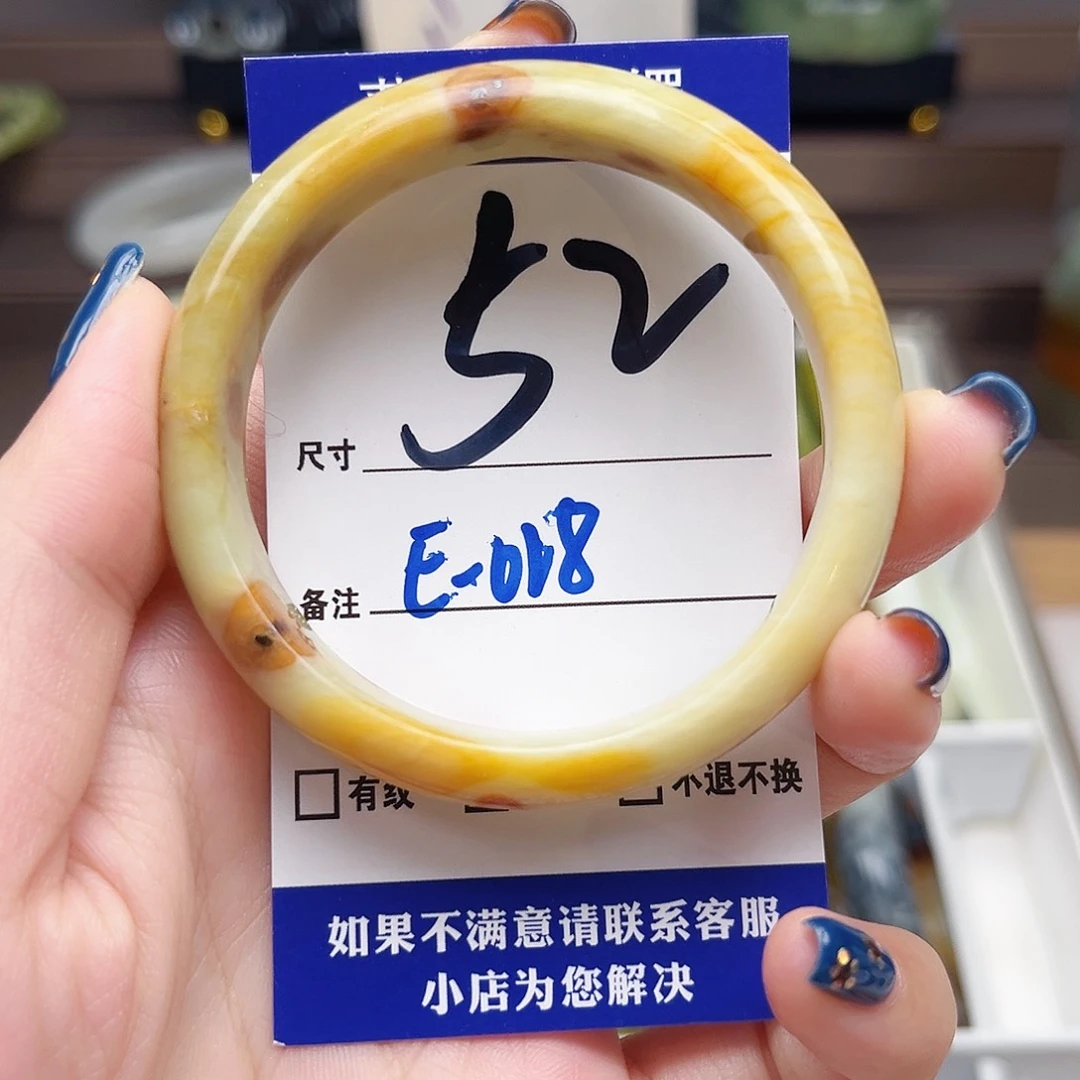 52
尺寸
E-018
备注
有纹 不退不换
如果不满意请联系客服
小店为您解决